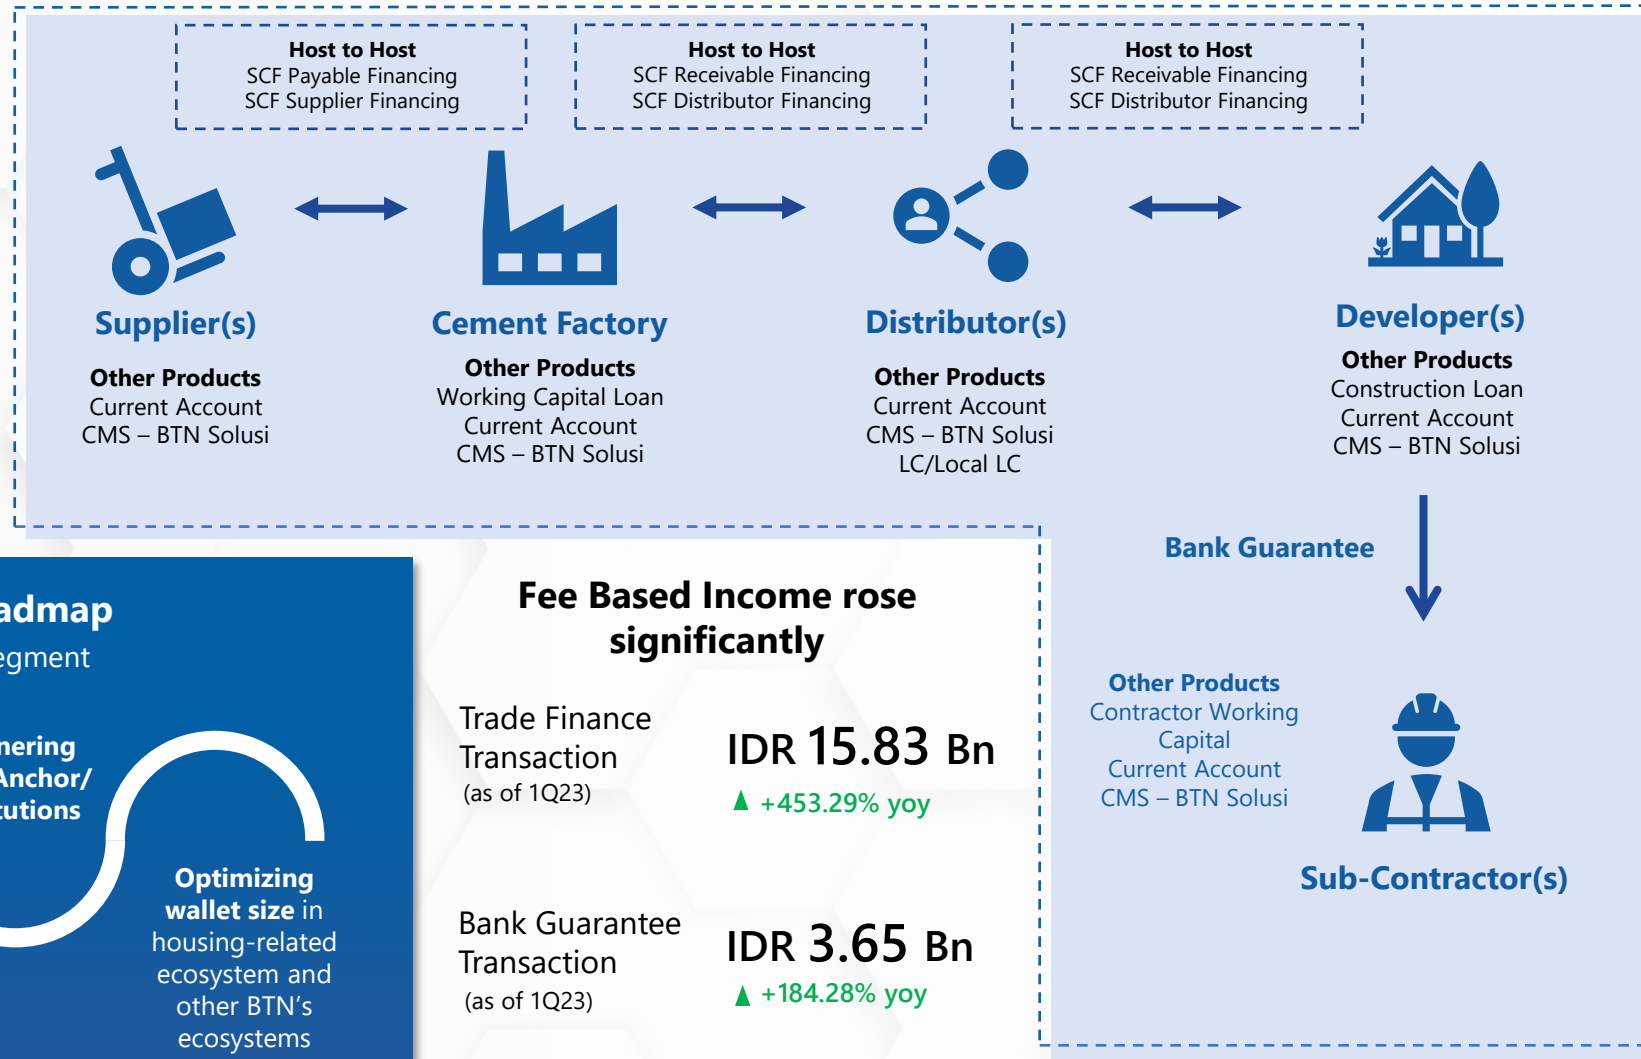 Host to Host
SCF Payable Financing
SCF Supplier Financing
Host to Host
SCF Receivable Financing
SCF Distributor Financing
Host to Host
SCF Receivable Financing
SCF Distributor Financing
Supplier(s)
Other Products
Current Account
CMS – BTN Solusi
Cement Factory
Other Products
Working Capital Loan
Current Account
CMS – BTN Solusi
Distributor(s)
Other Products
Current Account
CMS – BTN Solusi
LC/Local LC
Developer(s)
Other Products
Construction Loan
Current Account
CMS – BTN Solusi
Bank Guarantee
Other Products
Contractor Working
Capital
Current Account
CMS – BTN Solusi
Sub-Contractor(s)
admap
egment
nering
Anchor/
tutions
Optimizing
wallet size in
housing-related
ecosystem and
other BTN’s
ecosystems
Fee Based Income rose
significantly
Trade Finance
Transaction
(as of 1Q23)
IDR 15.83 Bn
▲ +453.29% yoy
Bank Guarantee
Transaction
(as of 1Q23)
IDR 3.65 Bn
▲ +184.28% yoy